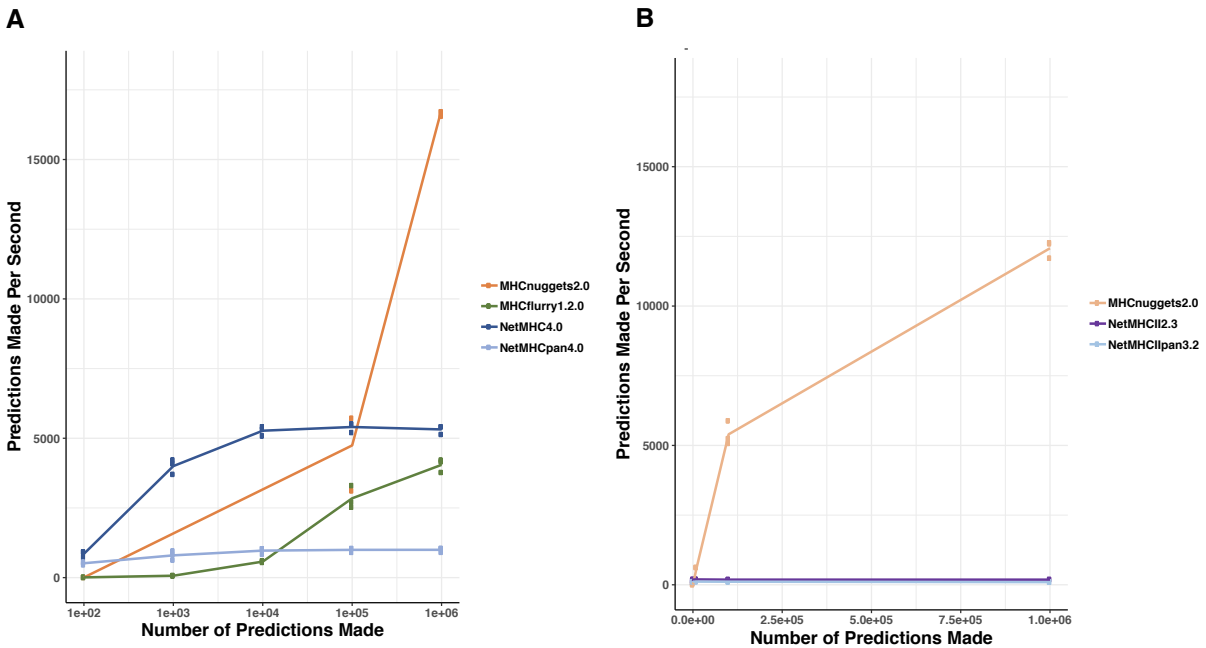 A
Predictions Made Per Second
15000
10000
5000
0
1e+02
1e+03
1e+04
1e+05
1e+06
Number of Predictions Made
MHCnuggets2.0
MHCflurry1.2.0
NetMHC4.0
NetMHCpan4.0
B
Predictions Made Per Second
15000
10000
5000
0
0.0e+00
2.5e+05
5.0e+05
7.5e+05
1.0e+06
Number of Predictions Made
MHCnuggets2.0
NetMHCII2.3
NetMHCIIpan3.2